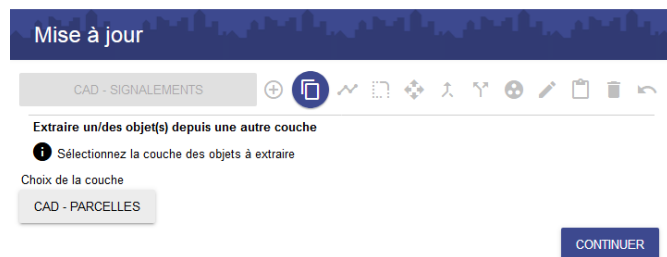 Mise à jour
CAD - SIGNALEMENTS
Extraire un/des objet(s) depuis une autre couche
Sélectionnez la couche des objets à extraire
Choix de la couche
CAD - PARCELLES
CONTINUER